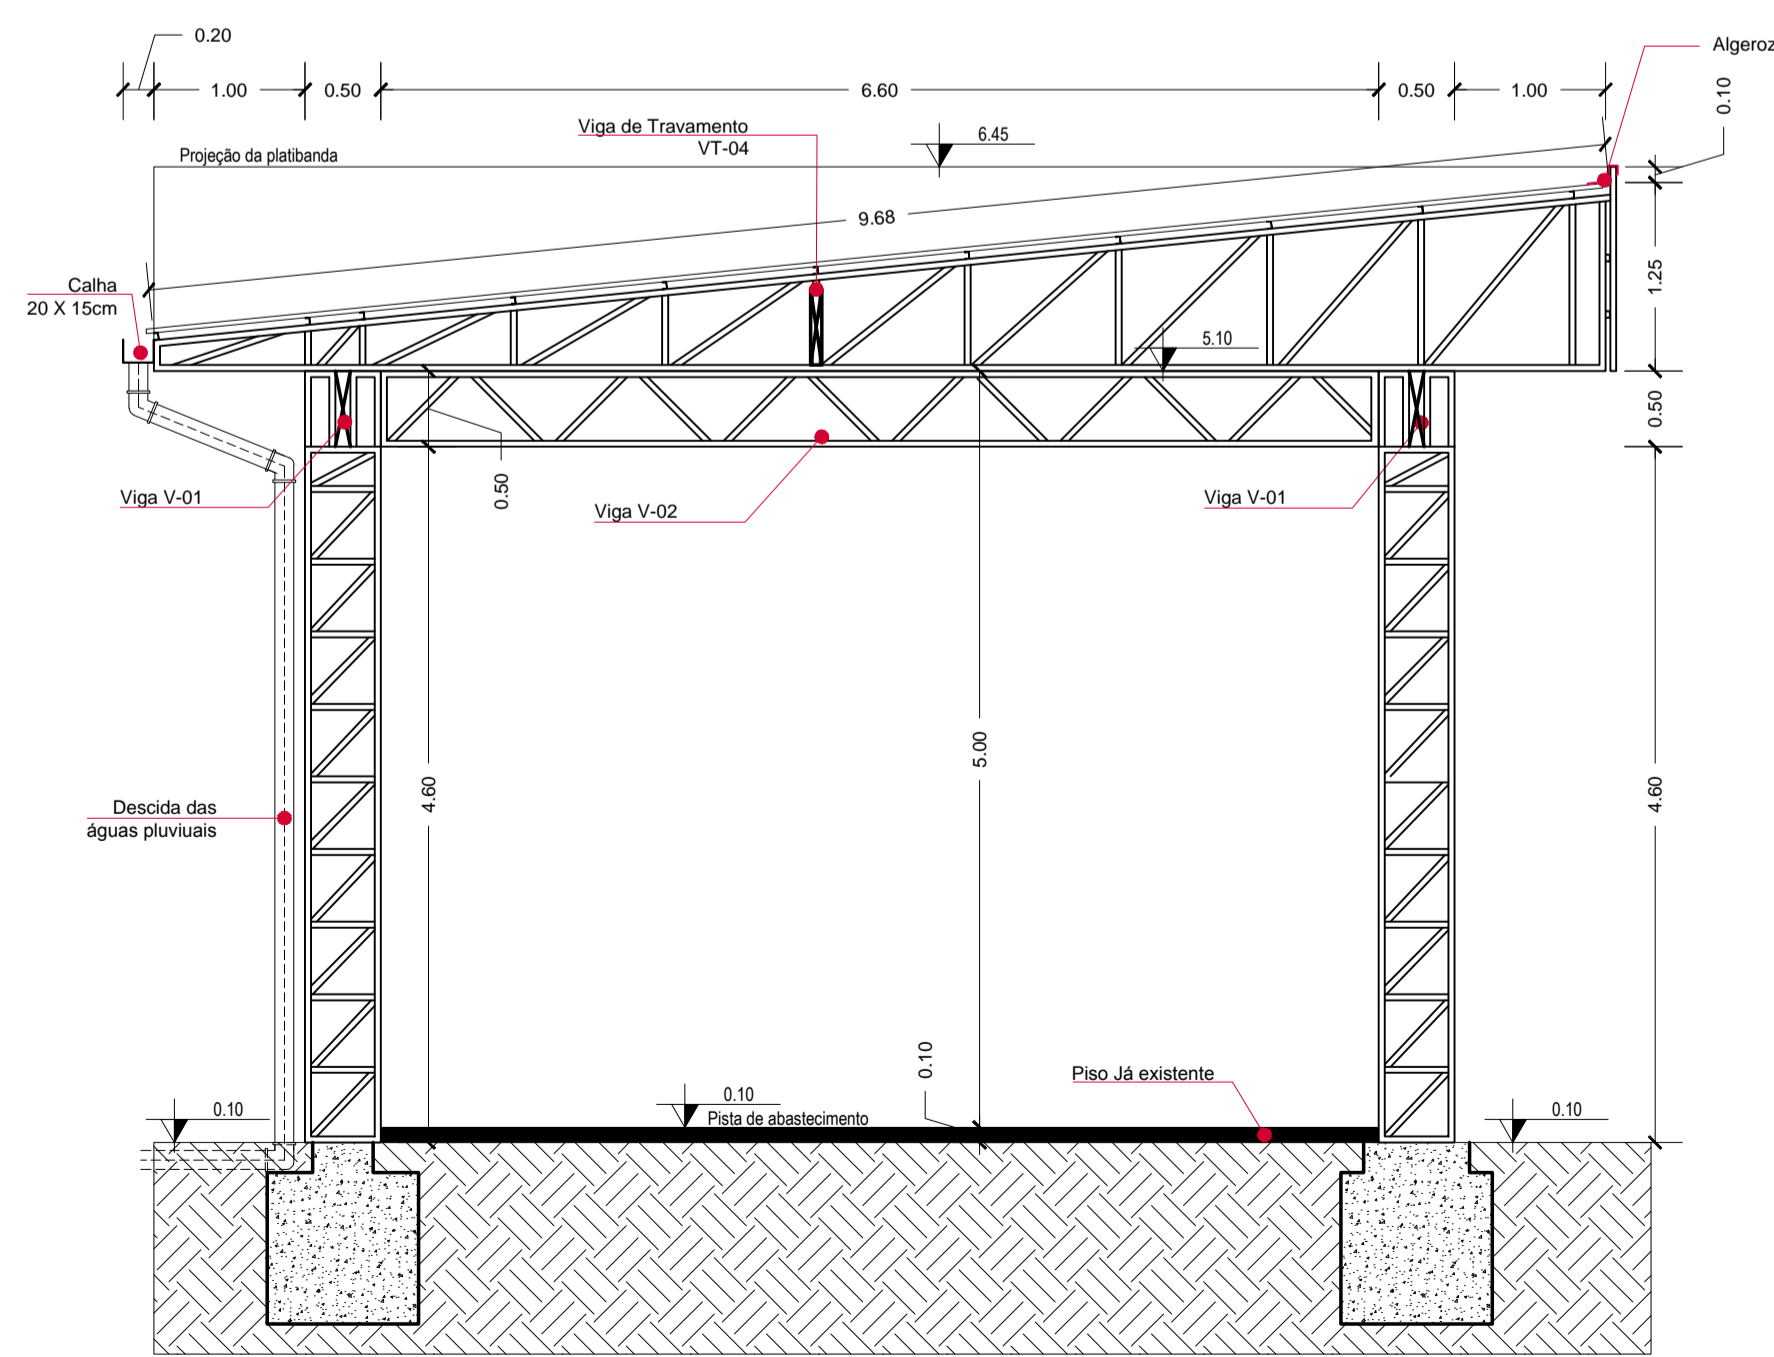 0.20
Algeroz
1.00
0.50
6.60
0.50
1.00
0.10
Viga de Travamento
VT-04
6.45
Projeção da platibanda
9.68
Calha
20 X 15cm
1.25
5.10
0.50
0.50
Viga V-01
Viga V-02
Viga V-01
4.60
5.00
4.60
Descida das
águas pluviuais
0.10
Piso Já existente
0.10
0.10
Pista de abastecimento
0.10